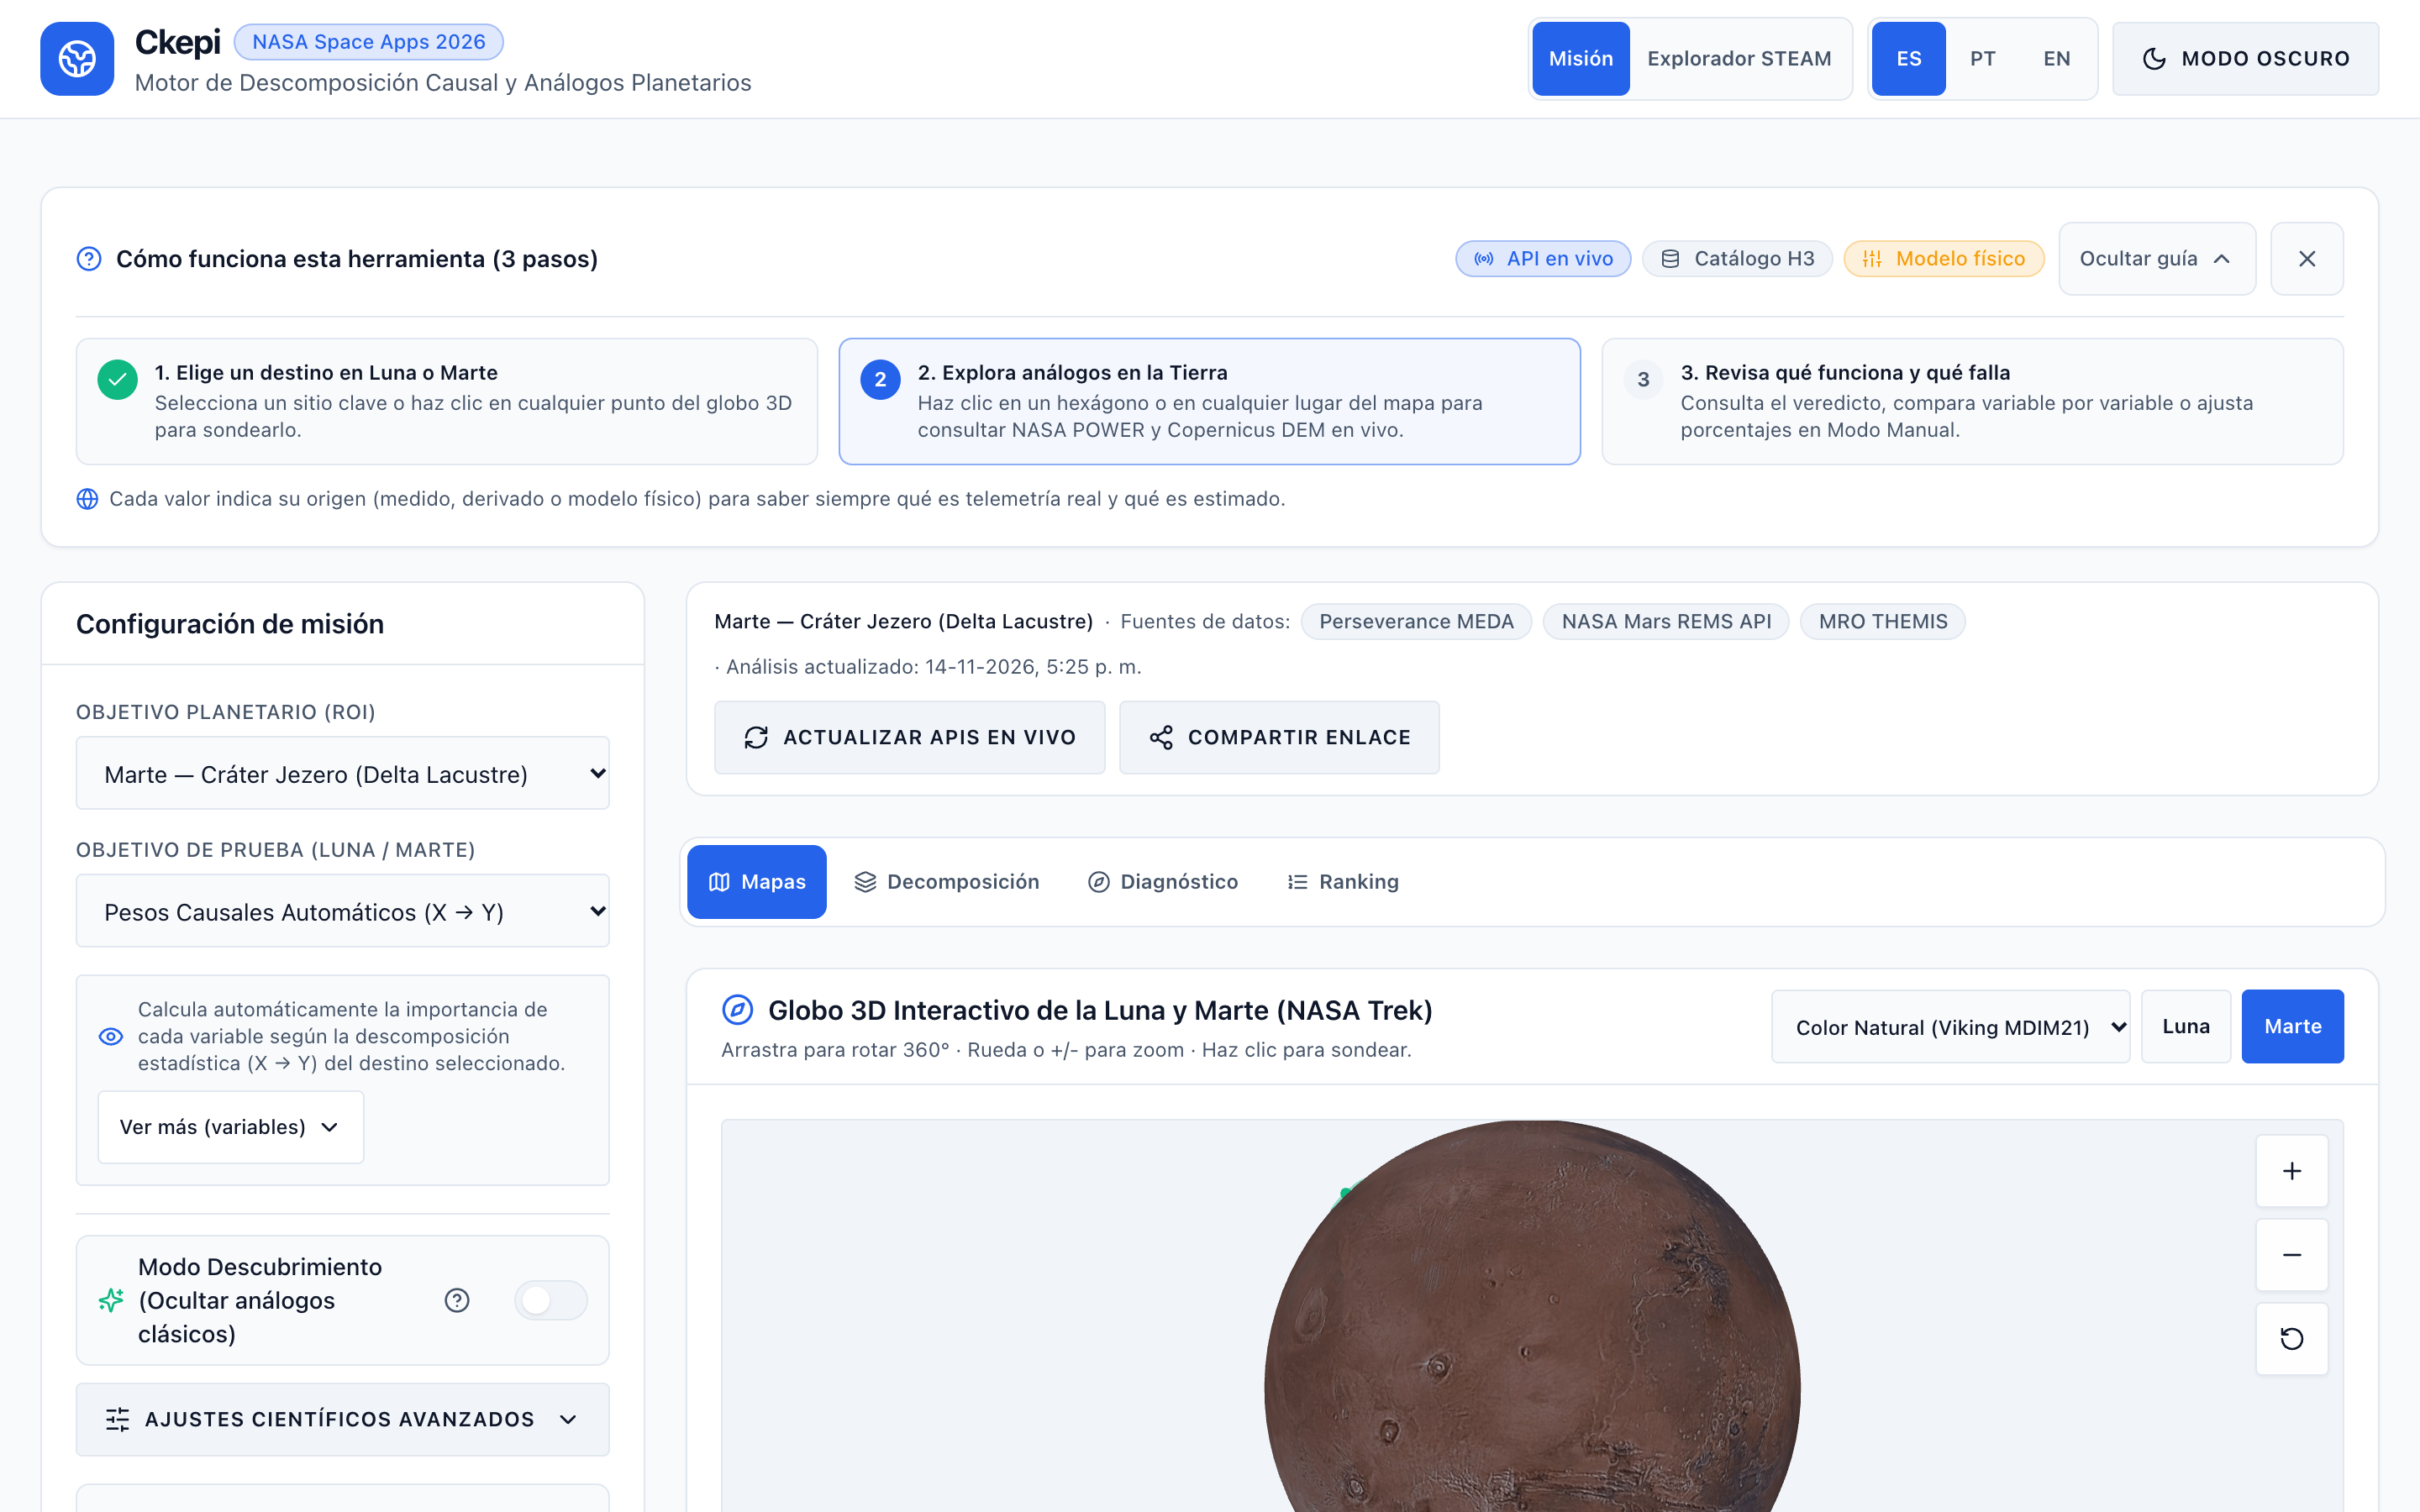 Ckepi
NASA Space Apps 2026
Motor de Descomposición Causal y Análogos Planetarios
Misión
Explorador STEAM
ES
PT
EN
MODO OSCURO
Cómo funciona esta herramienta (3 pasos)
API en vivo
Catálogo H3
Modelo físico
Ocultar guía
1. Elige un destino en Luna o Marte
Selecciona un sitio clave o haz clic en cualquier punto del globo 3D
para sondearlo.
2
2. Explora análogos en la Tierra
Haz clic en un hexágono o en cualquier lugar del mapa para
consultar NASA POWER y Copernicus DEM en vivo.
3
3. Revisa qué funciona y qué falla
Consulta el veredicto, compara variable por variable o ajusta
porcentajes en Modo Manual.
Cada valor indica su origen (medido, derivado o modelo físico) para saber siempre qué es telemetría real y qué es estimado.
Configuración de misión
OBJETIVO PLANETARIO (ROI)
Marte — Cráter Jezero (Delta Lacustre)
OBJETIVO DE PRUEBA (LUNA / MARTE)
Pesos Causales Automáticos (X → Y)
Calcula automáticamente la importancia de
cada variable según la descomposición
estadística (X → Y) del destino seleccionado.
Ver más (variables)
Modo Descubrimiento
(Ocultar análogos
clásicos)
AJUSTES CIENTÍFICOS AVANZADOS
Marte — Cráter Jezero (Delta Lacustre) · Fuentes de datos: Perseverance MEDA NASA Mars REMS API MRO THEMIS
· Análisis actualizado: 14-11-2026, 5:25 p. m.
ACTUALIZAR APIS EN VIVO
COMPARTIR ENLACE
Mapas
Decomposición
Diagnóstico
Ranking
Globo 3D Interactivo de la Luna y Marte (NASA Trek)
Arrastra para rotar 360° · Rueda o +/- para zoom · Haz clic para sondear.
Color Natural (Viking MDIM21)
Luna
Marte